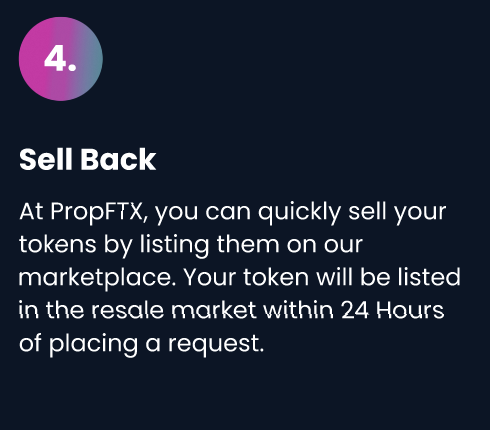 4.
Sell Back
At PropFTX, you can quickly sell your
tokens by listing them on our
marketplace. Your token will be listed
in the resale market within 24 Hours
of placing a request.